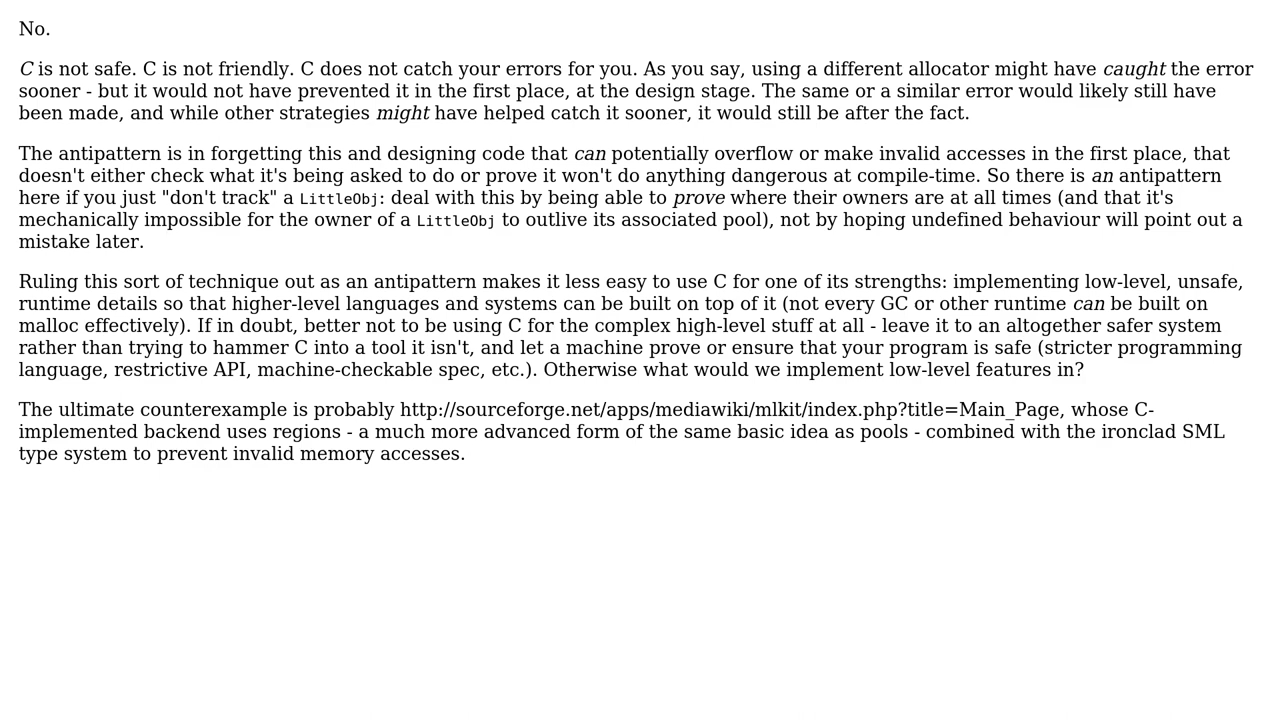 No.
C is not safe. C is not friendly. C does not catch your errors for you. As you say, using a different allocator might have caught the error
sooner - but it would not have prevented it in the first place, at the design stage. The same or a similar error would likely still have
been made, and while other strategies might have helped catch it sooner, it would still be after the fact.
The antipattern is in forgetting this and designing code that can potentially overflow or make invalid accesses in the first place, that
doesn't either check what it's being asked to do or prove it won't do anything dangerous at compile-time. So there is an antipattern
here if you just "don't track" a LittleObj: deal with this by being able to prove where their owners are at all times (and that it's
mechanically impossible for the owner of a LittleObj to outlive its associated pool), not by hoping undefined behaviour will point out a
mistake later.
Ruling this sort of technique out as an antipattern makes it less easy to use C for one of its strengths: implementing low-level, unsafe,
runtime details so that higher-level languages and systems can be built on top of it (not every GC or other runtime can be built on
malloc effectively). If in doubt, better not to be using C for the complex high-level stuff at all - leave it to an altogether safer system
rather than trying to hammer C into a tool it isn't, and let a machine prove or ensure that your program is safe (stricter programming
language, restrictive API, machine-checkable spec, etc.). Otherwise what would we implement low-level features in?
The ultimate counterexample is probably http://sourceforge.net/apps/mediawiki/mlkit/index.php?title=Main_Page, whose C-
implemented backend uses regions - a much more advanced form of the same basic idea as pools - combined with the ironclad SML
type system to prevent invalid memory accesses.